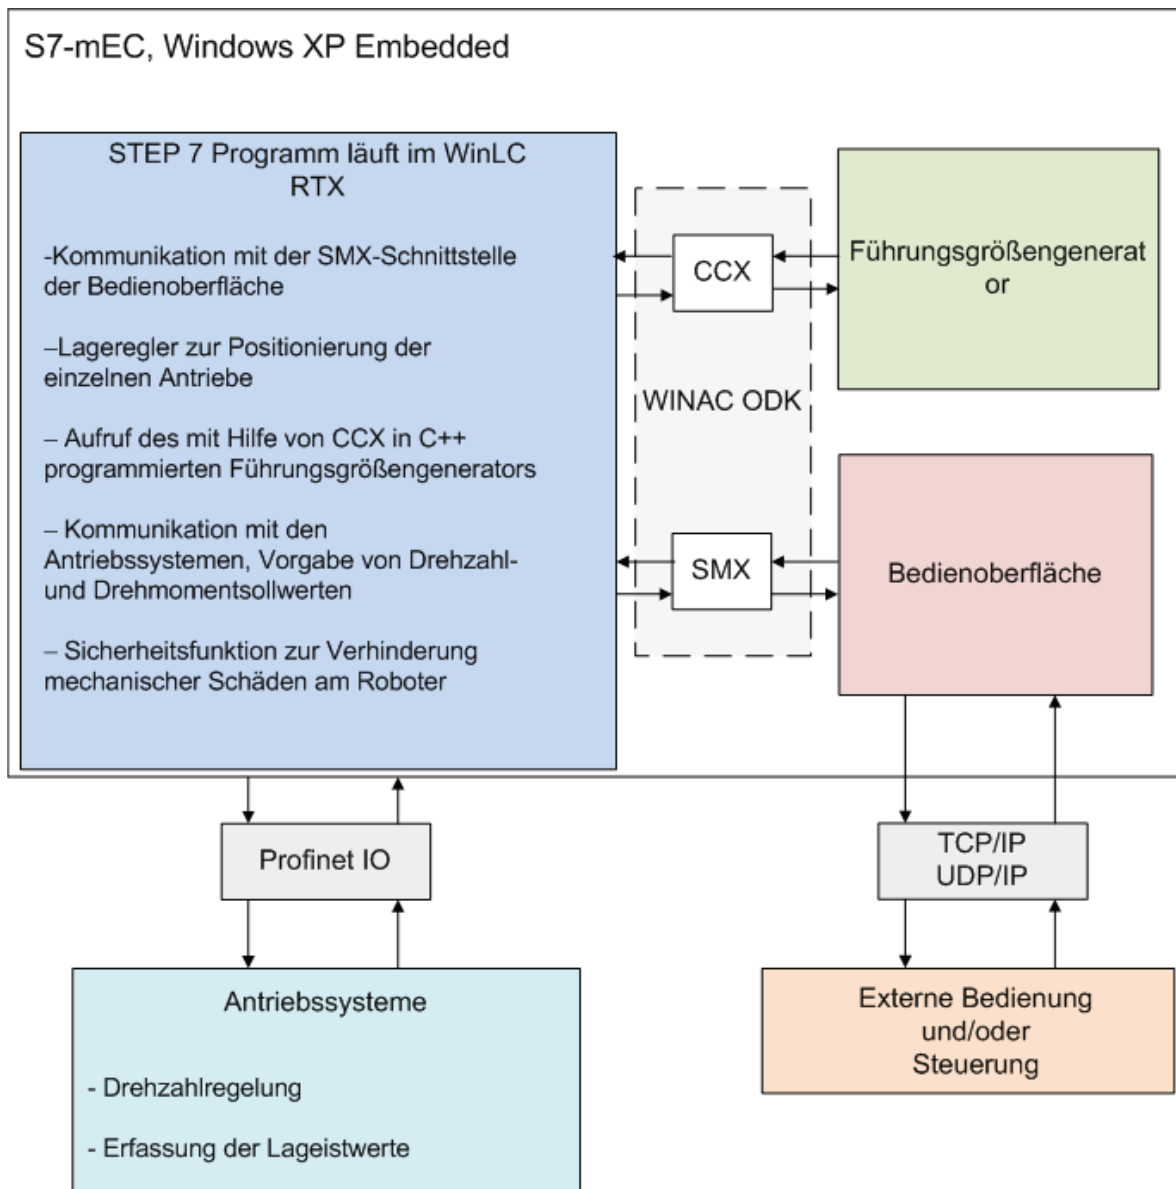 S7-mEC, Windows XP Embedded
STEP 7 Programm läuft im WinLC
RTX
-Kommunikation mit der SMX-Schnittstelle
der Bedienoberfläche
–Lageregler zur Positionierung der
einzelnen Antriebe
– Aufruf des mit Hilfe von CCX in C++
programmierten Führungsgrößengenerators
– Kommunikation mit den
Antriebssystemen, Vorgabe von Drehzahl-
und Drehmomentsollwerten
– Sicherheitsfunktion zur Verhinderung
mechanischer Schäden am Roboter
CCX
WINAC ODK
SMX
Führungsgrößengenerat
or
Bedienoberfläche
Profinet IO
TCP/IP
UDP/IP
Antriebssysteme
- Drehzahlregelung
- Erfassung der Lageistwerte
Externe Bedienung
und/oder
Steuerung